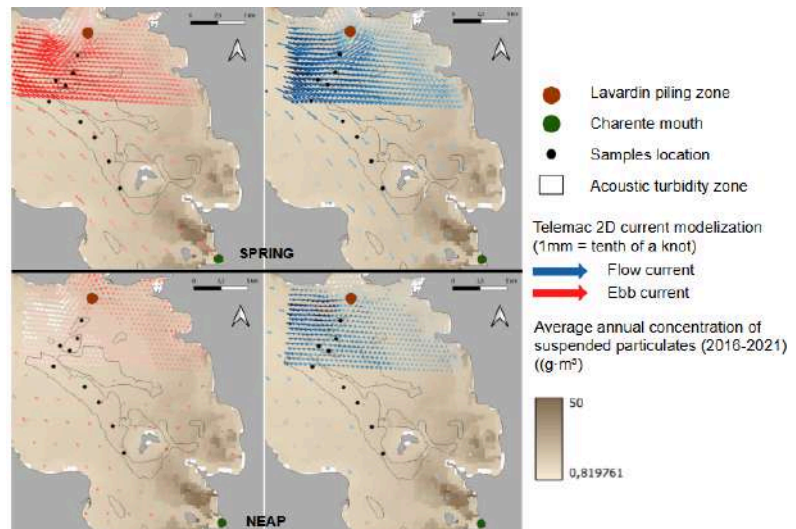 SPRING
NEAP
Lavardin piling zone
Charente mouth
Samples location
Acoustic turbidity zone
Telemac 2D current modelization
(1mm = tenth of a knot)
Flow current
Ebb current
Average annual concentration of
suspended particulates (2016-2021)
((g·m³)
50
0,819761